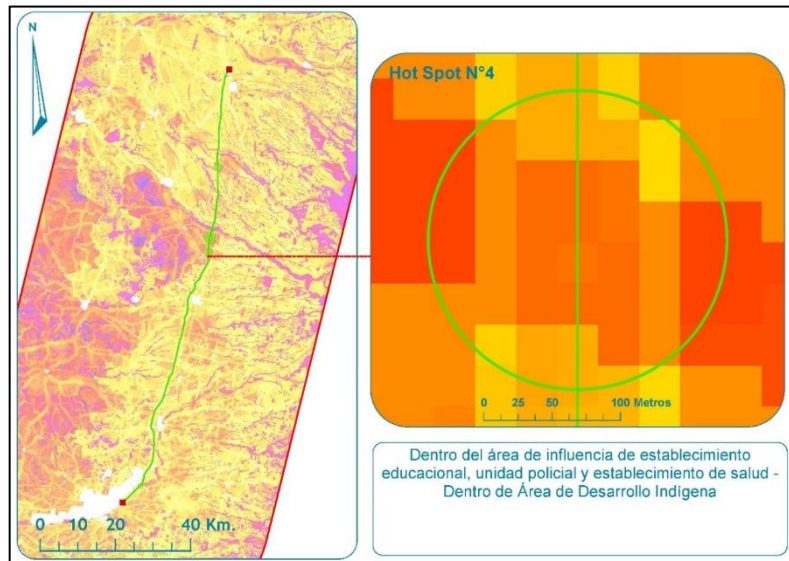 N
0 10 20 40 Km.
Hot Spot N°4
0 25 50 100 Metros
Dentro del área de influencia de establecimiento
educacional, unidad policial y establecimiento de salud -
Dentro de Área de Desarrollo Indígena